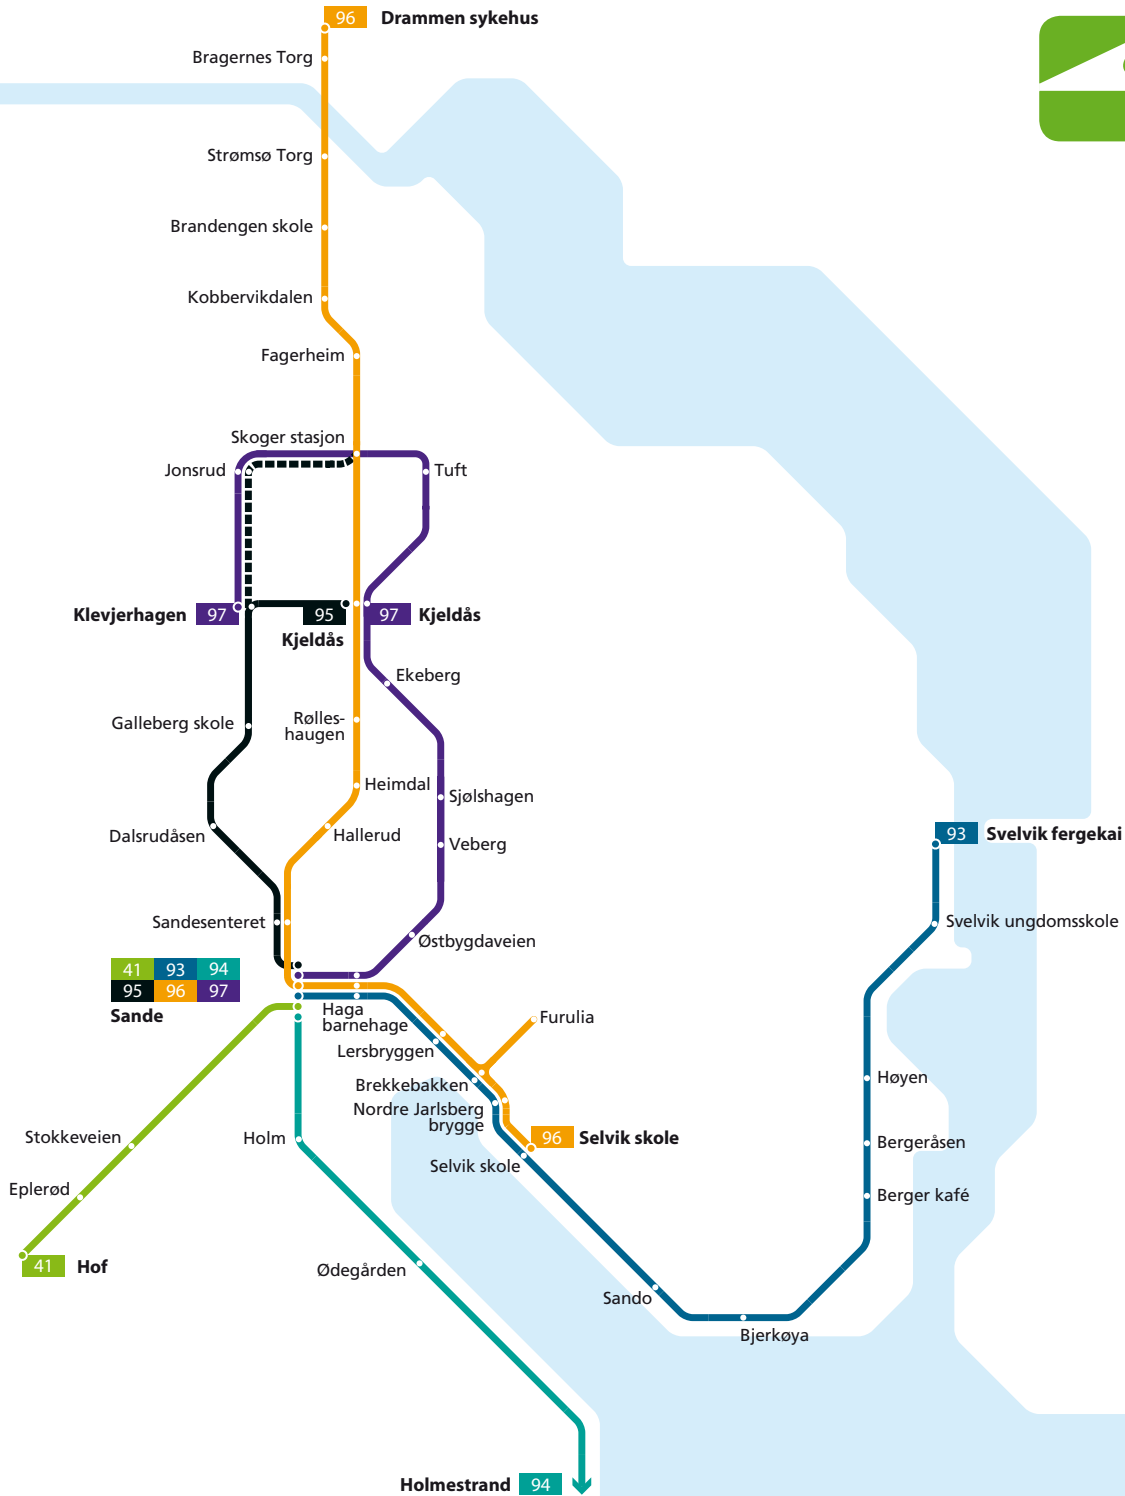 96 Drammen sykehus
Bragernes Torg
Strømsø Torg
Brandengen skole
Kobbervikdalen
Fagerheim
Skoger stasjon
Jonsrud
Tuft
Klevjerhagen 97
95
Kjeldås
97 Kjeldås
Ekeberg
Galleberg skole
Rølles-
haugen
Heimdal
Sjølshagen
Dalsrudåsen
Hallerud
Veberg
93 Svelvik fergekai
Sandesenteret
Østbygdaveien
Svelvik ungdomsskole
41 93 94
95 96 97
Sande
Haga
barnehage
Furulia
Lersbryggen
Brekkebakken
Høyen
Nordre Jarlsberg
brygge
Stokkeveien
Holm
96 Selvik skole
Bergeråsen
Selvik skole
Eplerød
Berger kafé
41 Hof
Ødegården
Sando
Bjerkøya
Holmestrand 94